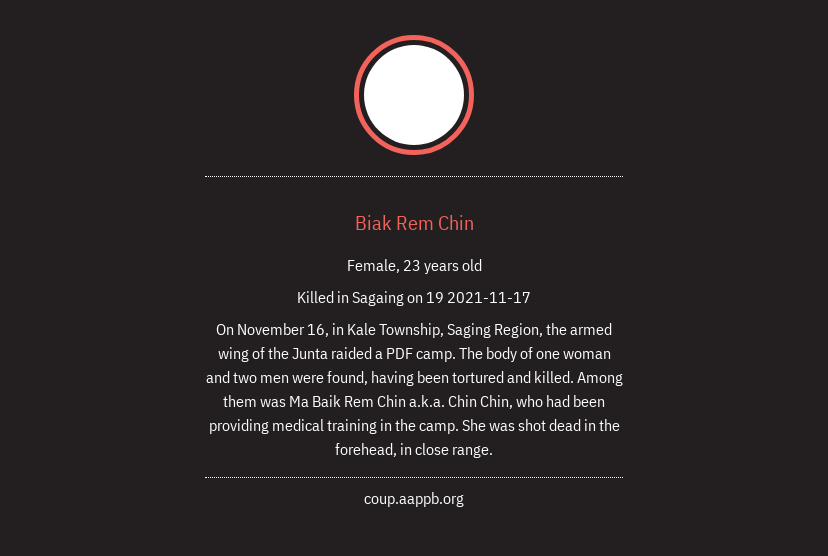 Biak Rem Chin
Female, 23 years old
Killed in Sagaing on 19 2021-11-17
On November 16, in Kale Township, Saging Region, the armed
wing of the Junta raided a PDF camp. The body of one woman
and two men were found, having been tortured and killed. Among
them was Ma Baik Rem Chin a.k.a. Chin Chin, who had been
providing medical training in the camp. She was shot dead in the
forehead, in close range.
coup.aappb.org